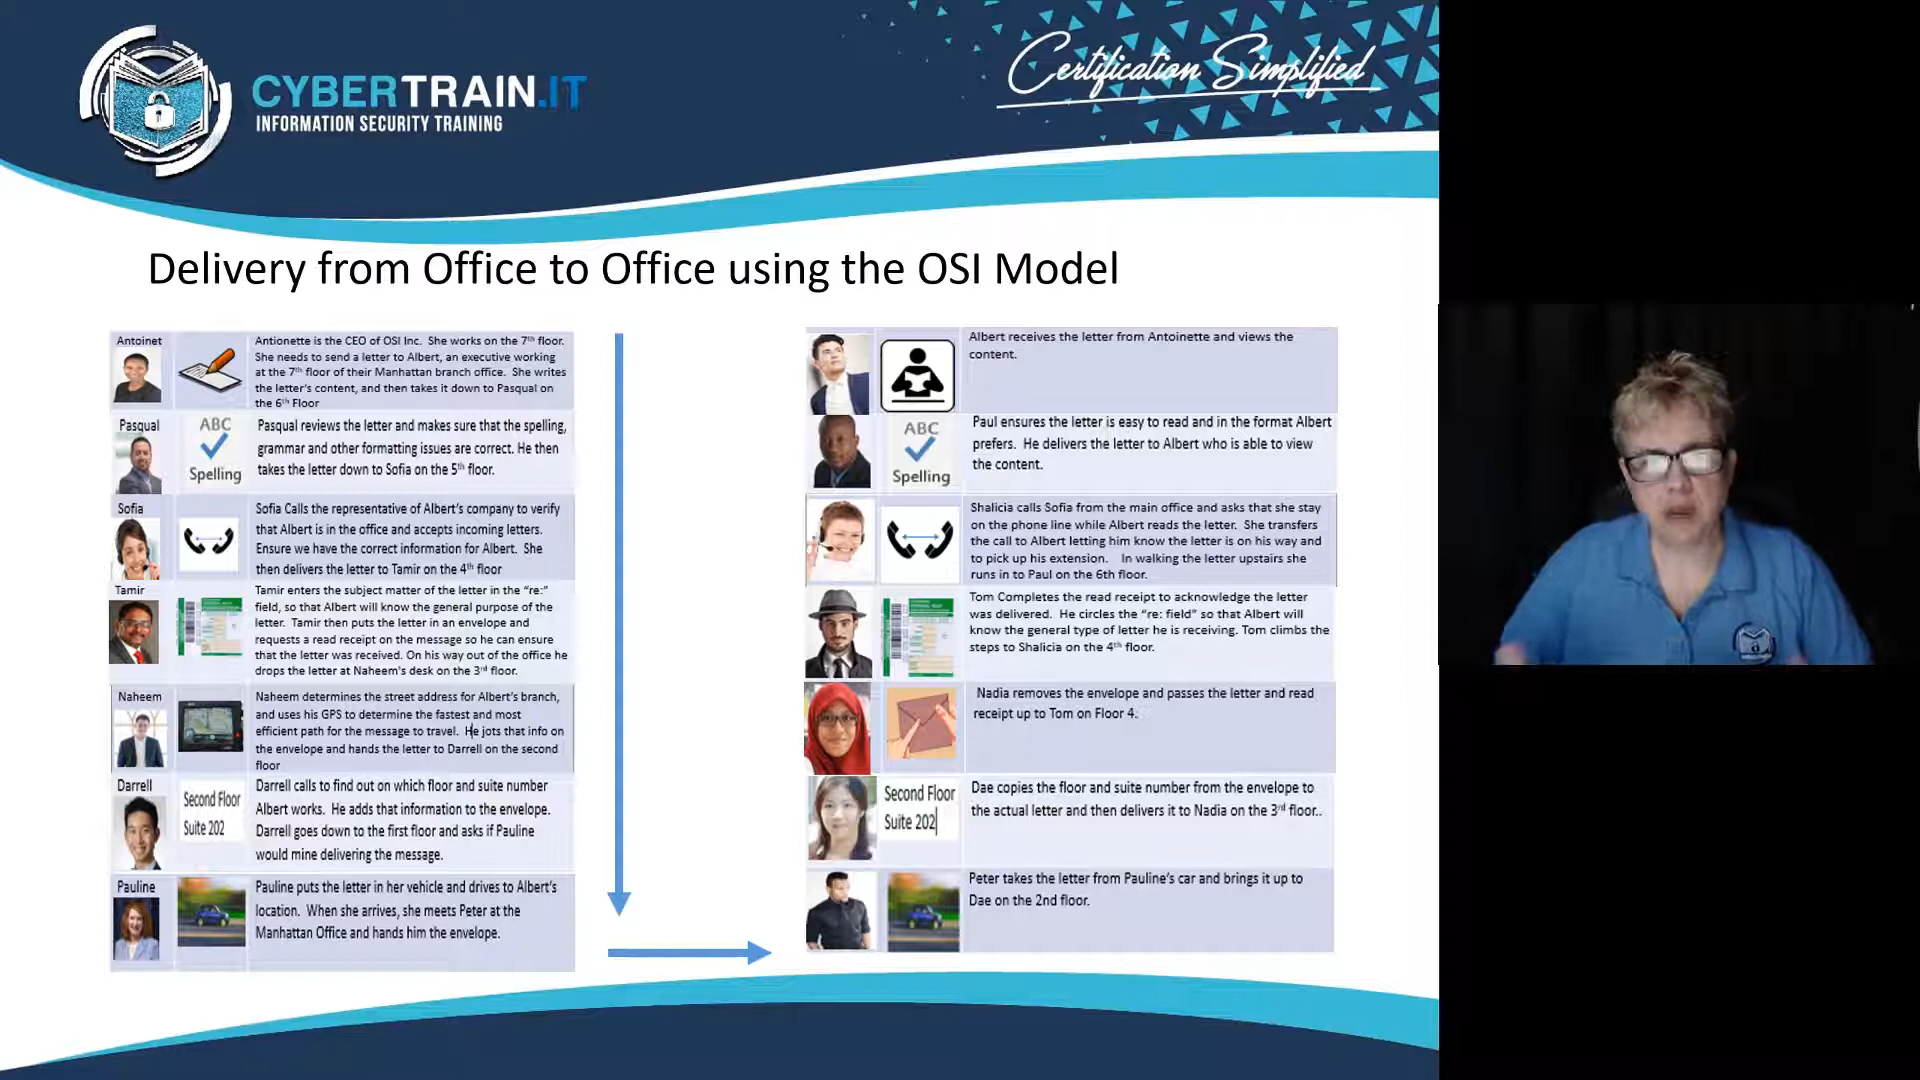 CYBERTRAIN.IT
INFORMATION SECURITY TRAINING
Certification Simplified
Delivery from Office to Office using the OSI Model
Antoinet
Antionette is the CEO of OSI Inc. She works on the 7th floor.
She needs to send a letter to Albert, an executive working
at the 7th floor of their Manhattan branch office. She writes
the letter's content, and then takes it down to Pasqual on
the 6th Floor
Pasqual
ABC
Spelling
Pasqual reviews the letter and makes sure that the spelling,
grammar and other formatting issues are correct. He then
takes the letter down to Sofia on the 5th floor.
Sofia
Sofia Calls the representative of Albert's company to verify
that Albert is in the office and accepts incoming letters.
Ensure we have the correct information for Albert. She
then delivers the letter to Tamir on the 4th floor
Tamir
Tamir enters the subject matter of the letter in the "re:"
field, so that Albert will know the general purpose of the
letter. Tamir then puts the letter in an envelope and
requests a read receipt on the message so he can ensure
that the letter was received. On his way out of the office he
drops the letter at Naheem's desk on the 3rd floor.
Naheem
Naheem determines the street address for Albert's branch,
and uses his GPS to determine the fastest and most
efficient path for the message to travel. He jots that info on
the envelope and hands the letter to Darrell on the second
floor
Darrell
Second Floor
Suite 202
Darrell calls to find out on which floor and suite number
Albert works. He adds that information to the envelope.
Darrell goes down to the first floor and asks if Pauline
would mine delivering the message.
Pauline
Pauline puts the letter in her vehicle and drives to Albert's
location. When she arrives, she meets Peter at the
Manhattan Office and hands him the envelope.
Albert receives the letter from Antoinette and views the
content.
ABC
Spelling
Paul ensures the letter is easy to read and in the format Albert
prefers. He delivers the letter to Albert who is able to view
the content.
Shalicia calls Sofia from the main office and asks that she stay
on the phone line while Albert reads the letter. She transfers
the call to Albert letting him know the letter is on his way and
to pick up his extension. In walking the letter upstairs she
runs in to Paul on the 6th floor.
Tom Completes the read receipt to acknowledge the letter
was delivered. He circles the "re: field" so that Albert will
know the general type of letter he is receiving. Tom climbs the
steps to Shalicia on the 4th floor.
Nadia removes the envelope and passes the letter and read
receipt up to Tom on Floor 4.
Second Floor
Suite 202
Dae copies the floor and suite number from the envelope to
the actual letter and then delivers it to Nadia on the 3rd floor..
Peter takes the letter from Pauline's car and brings it up to
Dae on the 2nd floor.